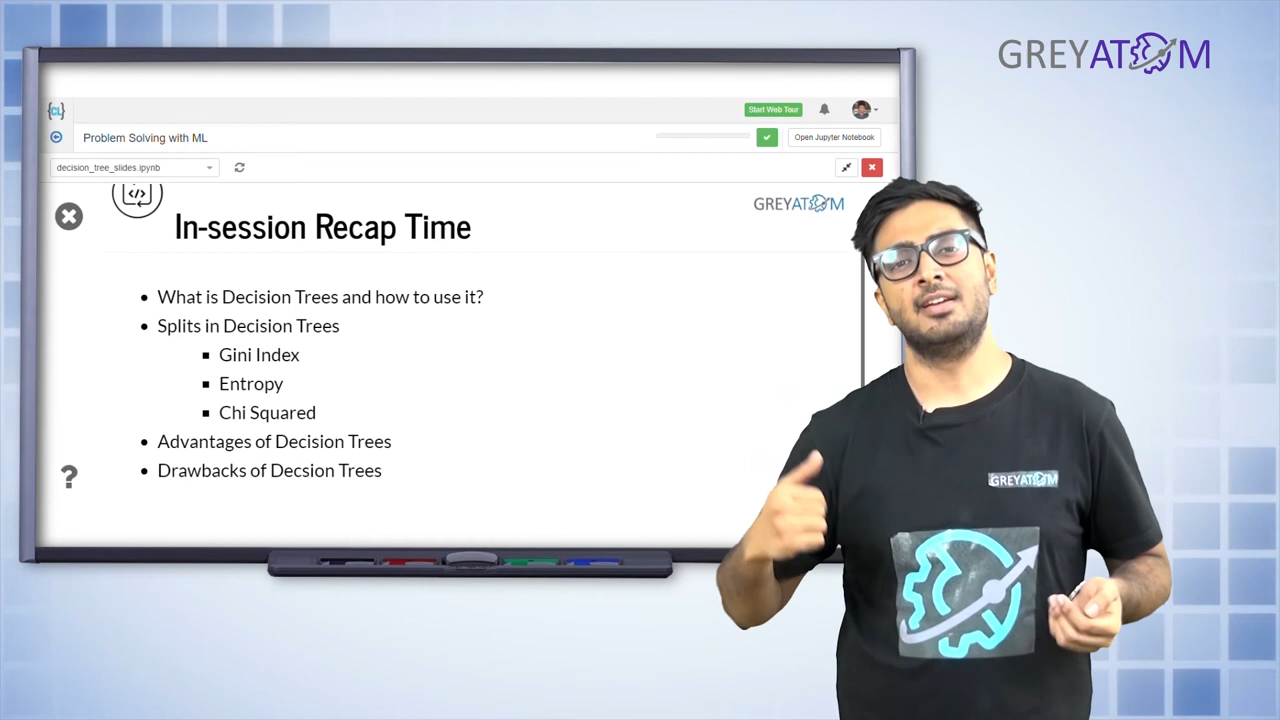 GREYATOM
{CL}
Start Web Tour
Problem Solving with ML
Open Jupyter Notebook
decision_tree_slides.ipynb
GREYATOM
In-session Recap Time
What is Decision Trees and how to use it?
Splits in Decision Trees
Gini Index
Entropy
Chi Squared
Advantages of Decision Trees
Drawbacks of Decsion Trees
?
GREYATOM